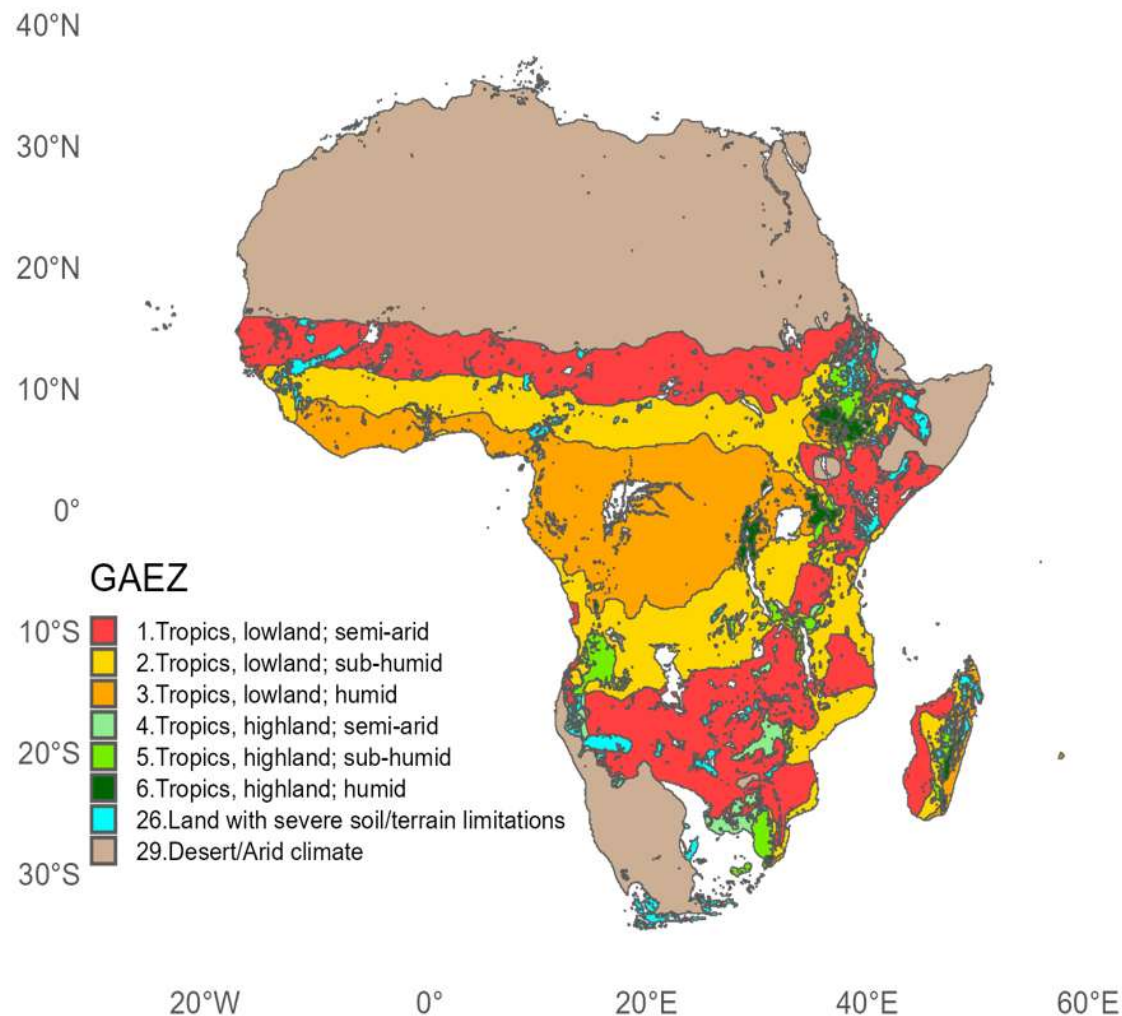 40°N
30°N
20°N
10°N
0°
GAEZ
10°S
1.Tropics, lowland; semi-arid
2.Tropics, lowland; sub-humid
3.Tropics, lowland; humid
4.Tropics, highland; semi-arid
20°S
5.Tropics, highland; sub-humid
6.Tropics, highland; humid
26.Land with severe soil/terrain limitations
29.Desert/Arid climate
30°S
20°W 0° 20°E 40°E 60°E